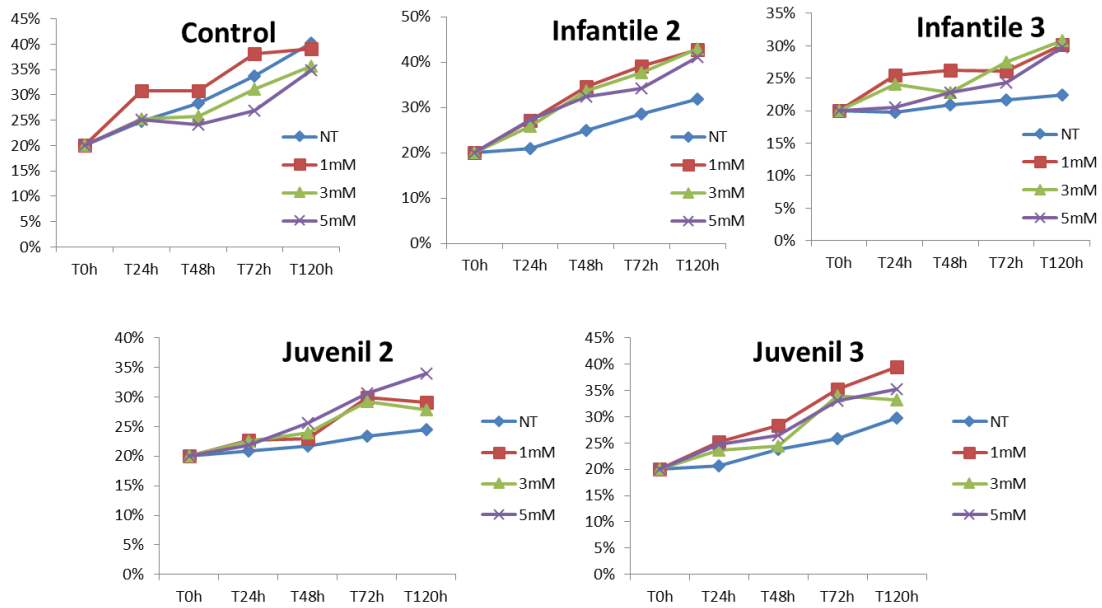 Control
45%
40%
35%
30%
25%
20%
15%
10%
5%
0%
T0h T24h T48h T72h T120h
NT
1mM
3mM
5mM
Infantile 2
50%
40%
30%
20%
10%
0%
T0h T24h T48h T72h T120h
NT
1mM
3mM
5mM
Infantile 3
35%
30%
25%
20%
15%
10%
5%
0%
T0h T24h T48h T72h T120h
NT
1mM
3mM
5mM
Juvenil 2
40%
35%
30%
25%
20%
15%
10%
5%
0%
T0h T24h T48h T72h T120h
NT
1mM
3mM
5mM
Juvenil 3
45%
40%
35%
30%
25%
20%
15%
10%
5%
0%
T0h T24h T48h T72h T120h
NT
1mM
3mM
5mM